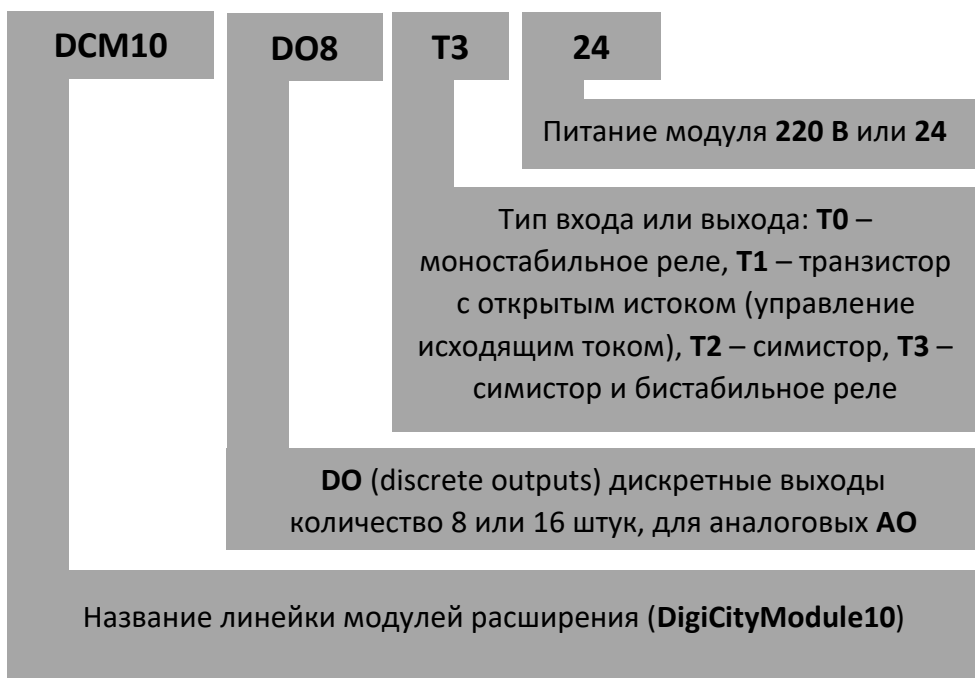 DCM10 DO8 T3 24
Питание модуля 220 В или 24
Тип входа или выхода: T0 –
моностабильное реле, T1 – транзистор
с открытым истоком (управление
исходящим током), T2 – симистор, T3 –
симистор и бистабильное реле
DO (discrete outputs) дискретные выходы
количество 8 или 16 штук, для аналоговых AO
Название линейки модулей расширения (DigiCityModule10)